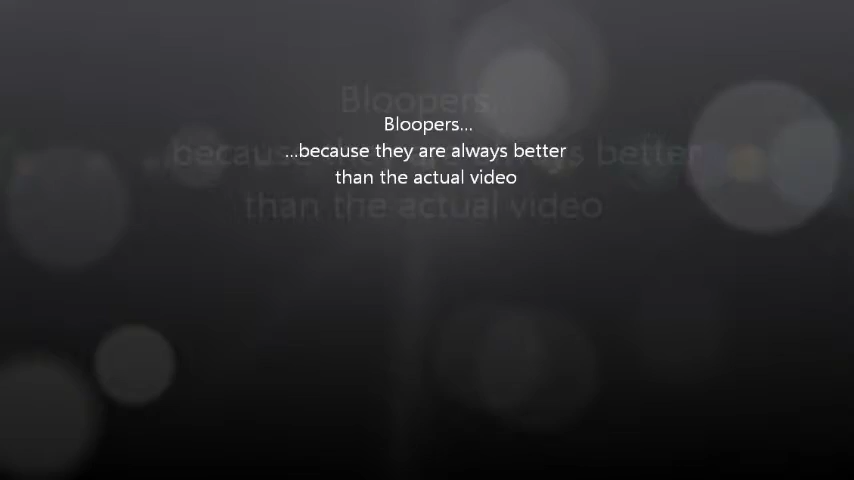 Bloopers...
...because they are always better
than the actual video